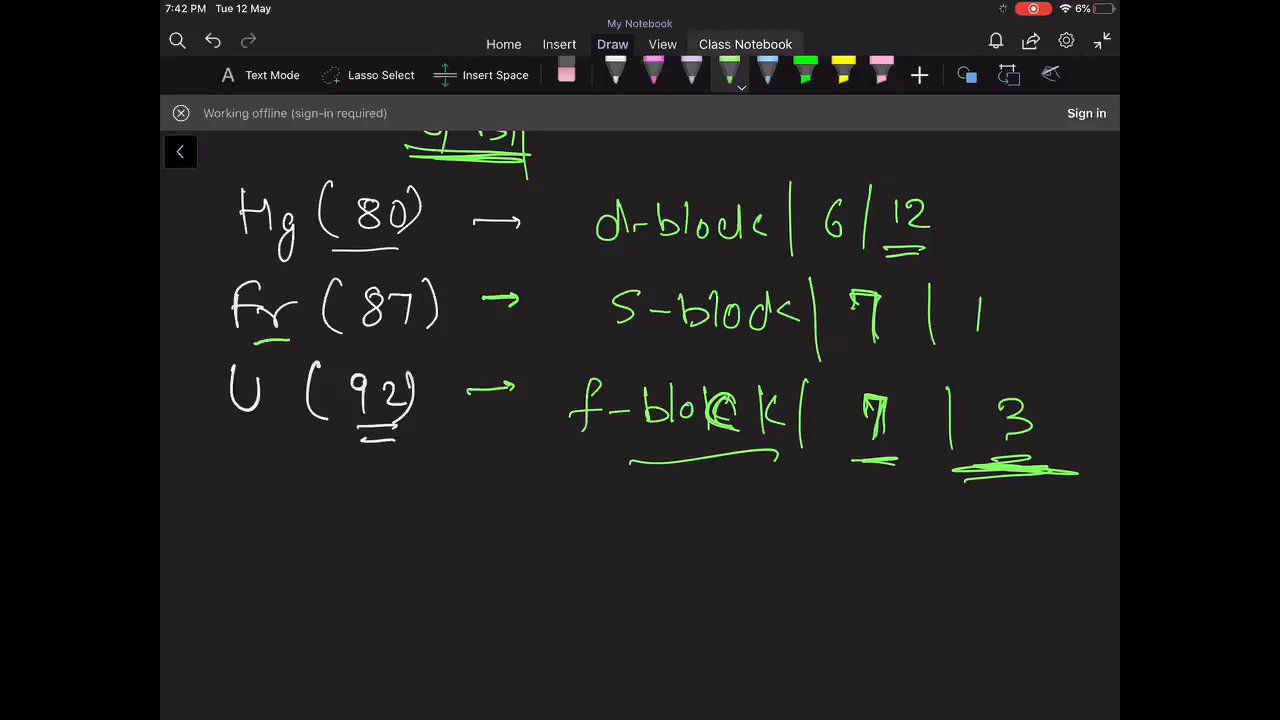 7:42 PM Tue 12 May
6%
My Notebook
Home Insert Draw View Class Notebook
Text Mode Lasso Select Insert Space
Working offline (sign-in required) Sign in
Hg (80) → d-block | 6 | 12
Fr (87) → s-block | 7 | 1
U (92) → f-block | 7 | 3